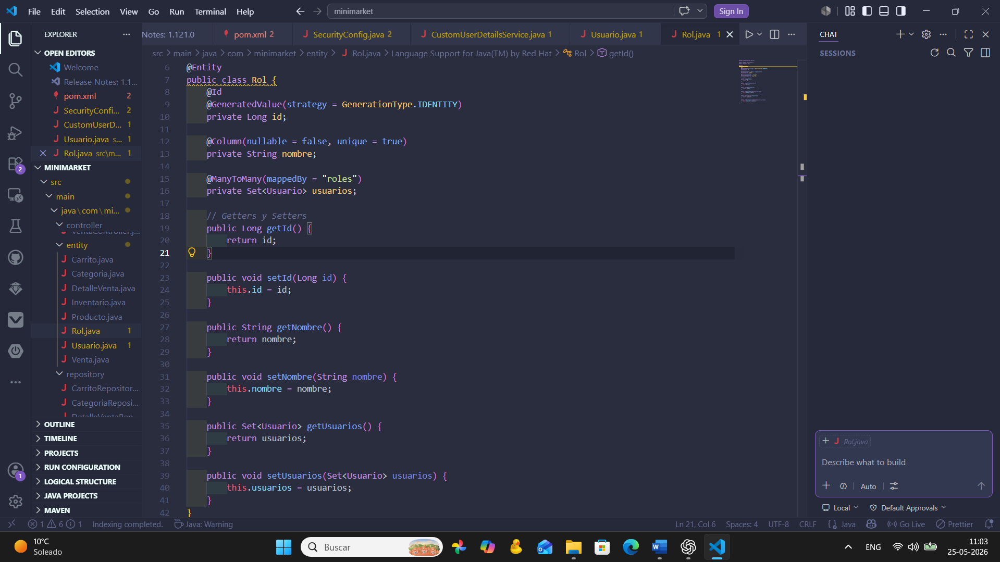 File Edit Selection View Go Run Terminal Help
minimarket
Sign In
EXPLORER
OPEN EDITORS
Welcome
Release Notes: 1.1...
pom.xml 2
SecurityConfi... 2
CustomUserD... 1
Usuario.java s... 1
Rol.java src\m... 1
MINIMARKET
src
main
java\com\mi...
controller
VentaController.j...
entity
Carrito.java
Categoria.java
DetalleVenta.java
Inventario.java
Producto.java
Rol.java 1
Usuario.java 1
Venta.java
repository
CarritoRepositor...
CategoriaReposi...
DetalleVentaRep...
OUTLINE
TIMELINE
PROJECTS
RUN CONFIGURATION
LOGICAL STRUCTURE
JAVA PROJECTS
MAVEN
2
1
Notes: 1.121.0 pom.xml 2 SecurityConfig.java 2 CustomUserDetailsService.java 1 Usuario.java 1 Rol.java 1
src > main > java > com > minimarket > entity > Rol.java > Language Support for Java(TM) by Red Hat > Rol > getId()
6 @Entity
7 public class Rol {
8 @Id
9 @GeneratedValue(strategy = GenerationType.IDENTITY)
10 private Long id;
11
12 @Column(nullable = false, unique = true)
13 private String nombre;
14
15 @ManyToMany(mappedBy = "roles")
16 private Set<Usuario> usuarios;
17
18 // Getters y Setters
19 public Long getId() {
20 return id;
21 }
22
23 public void setId(Long id) {
24 this.id = id;
25 }
26
27 public String getNombre() {
28 return nombre;
29 }
30
31 public void setNombre(String nombre) {
32 this.nombre = nombre;
33 }
34
35 public Set<Usuario> getUsuarios() {
36 return usuarios;
37 }
38
39 public void setUsuarios(Set<Usuario> usuarios) {
40 this.usuarios = usuarios;
41 }
42 }
CHAT
SESSIONS
Rol.java
Describe what to build
Auto
Local Default Approvals
1 6 1 Indexing completed. Java: Warning
Ln 21, Col 6 Spaces: 4 UTF-8 CRLF Java Go Live Prettier
10°C
Soleado
Buscar
ENG
11:03
25-05-2026